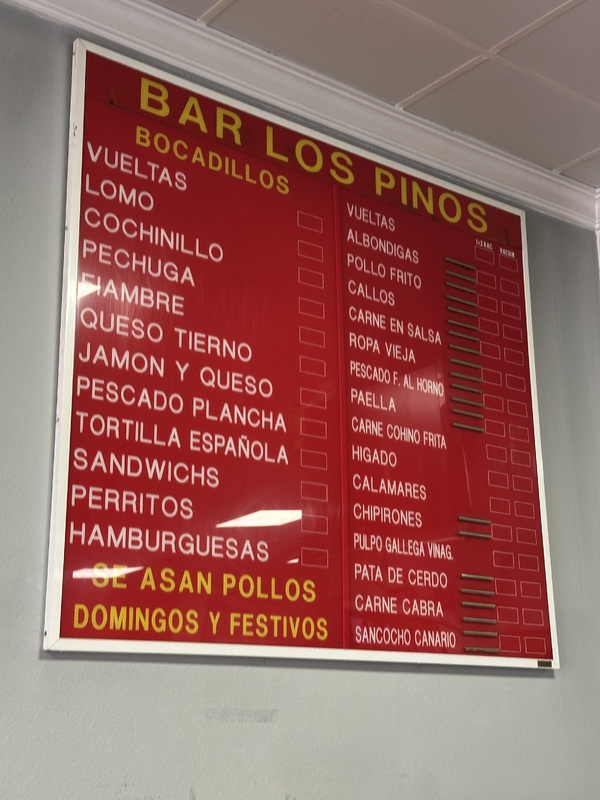 BAR LOS PINOS
BOCADILLOS
VUELTAS
LOMO
COCHINILLO
PECHUGA
FIAMBRE
QUESO TIERNO
JAMON Y QUESO
PESCADO PLANCHA
TORTILLA ESPAÑOLA
SANDWICHS
PERRITOS
HAMBURGUESAS
SE ASAN POLLOS
DOMINGOS Y FESTIVOS
VUELTAS
ALBONDIGAS
POLLO FRITO
CALLOS
CARNE EN SALSA
ROPA VIEJA
PESCADO F. AL HORNO
PAELLA
CARNE COHINO FRITA
HIGADO
CALAMARES
CHIPIRONES
PULPO GALLEGA VINAG.
PATA DE CERDO
CARNE CABRA
SANCOCHO CANARIO